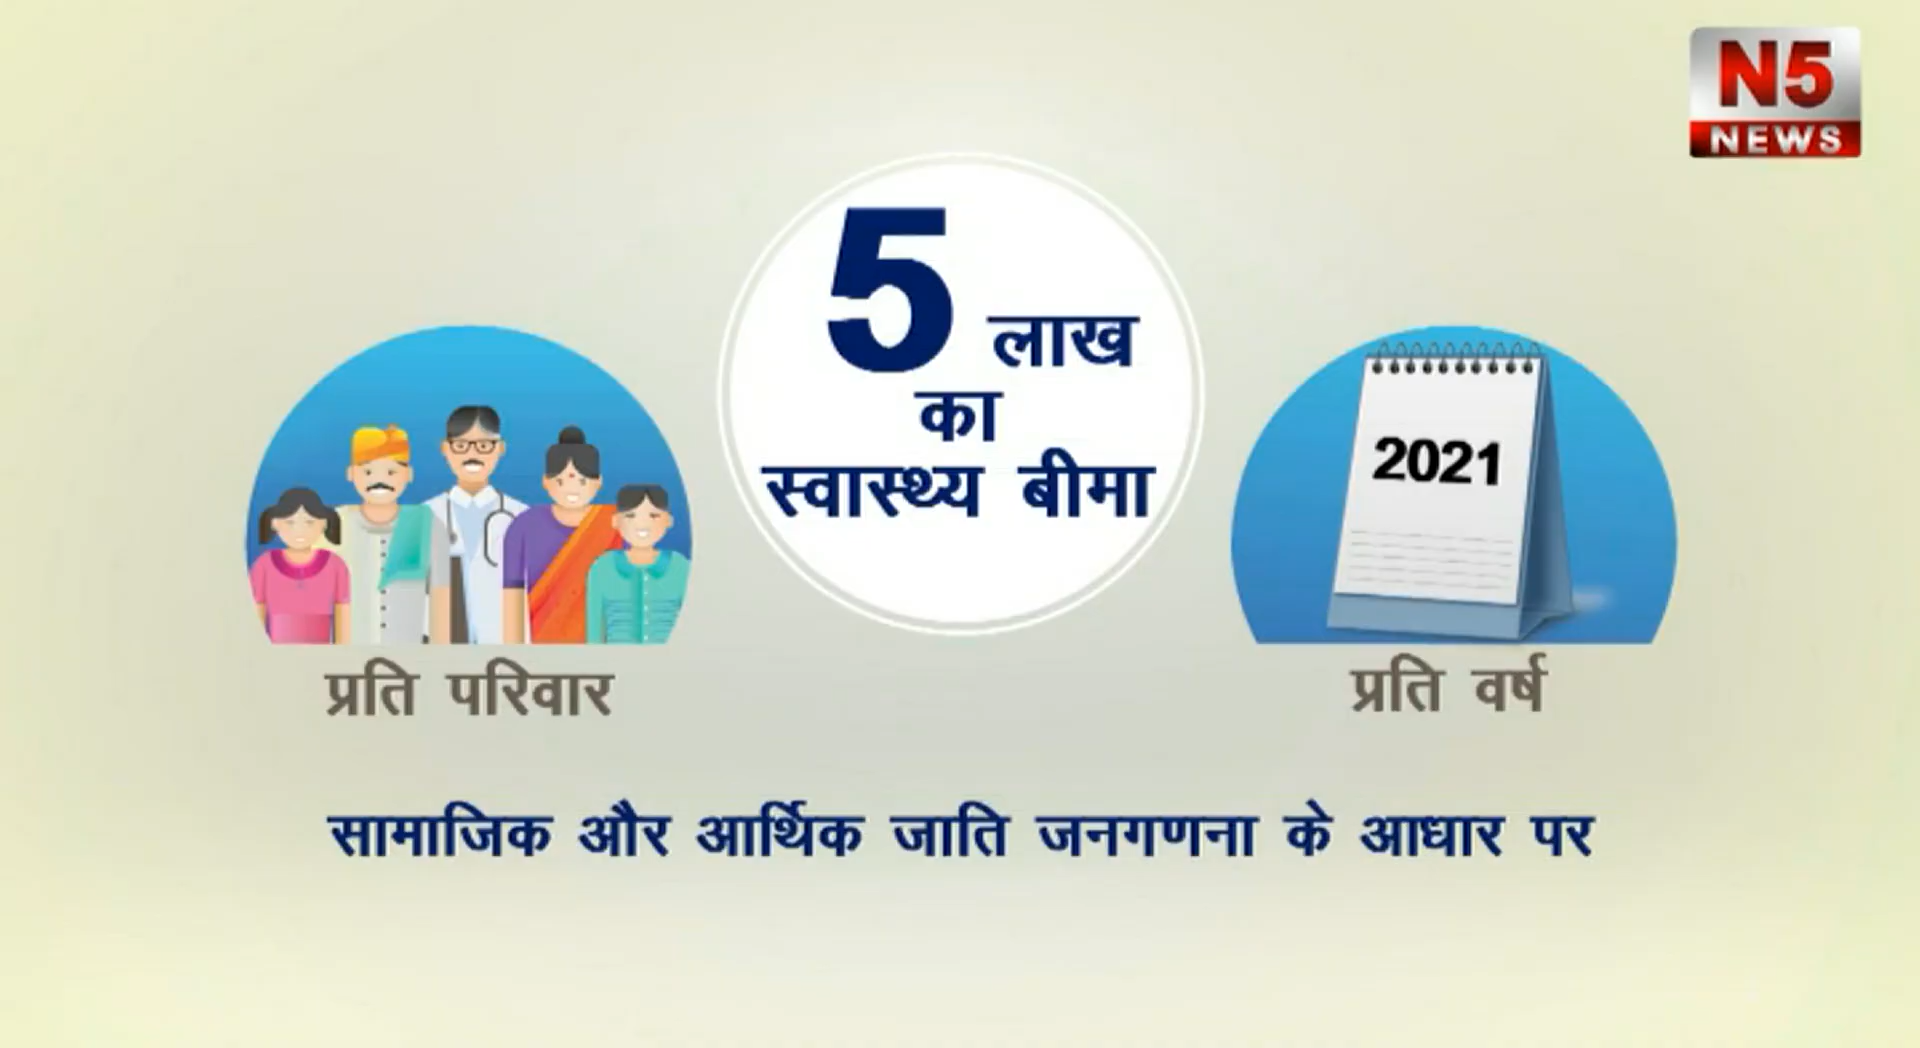 N5
NEWS
5 लाख
का
स्वास्थ्य बीमा
2021
प्रति परिवार
प्रति वर्ष
सामाजिक और आर्थिक जाति जनगणना के आधार पर